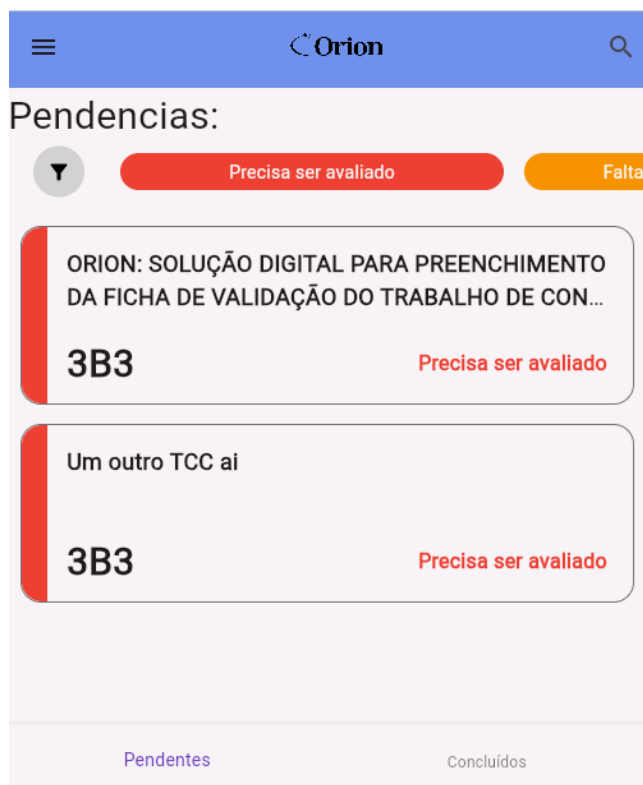 Orion
Pendencias:
Precisa ser avaliado
Falta
ORION: SOLUÇÃO DIGITAL PARA PREENCHIMENTO
DA FICHA DE VALIDAÇÃO DO TRABALHO DE CON...
3B3
Precisa ser avaliado
Um outro TCC ai
3B3
Precisa ser avaliado
Pendentes
Concluídos